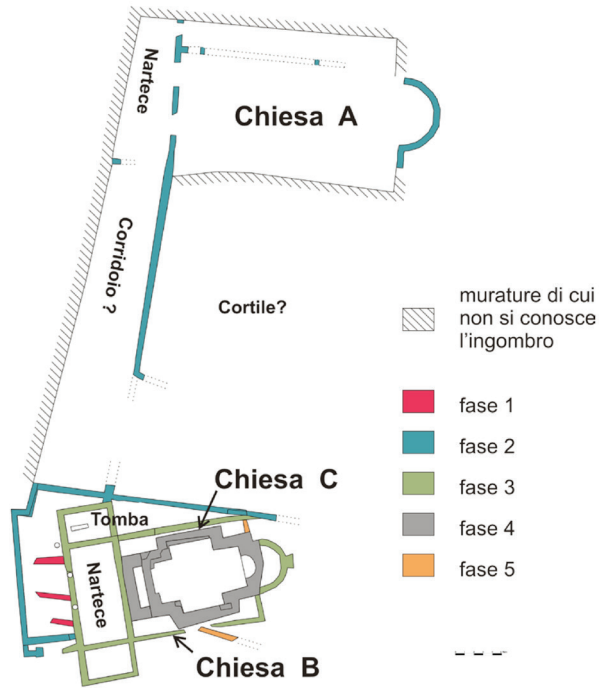 Nartece
Chiesa A
Corridoio ?
Cortile?
murature di cui
non si conosce
l'ingombro
fase 1
fase 2
fase 3
fase 4
fase 5
Chiesa C
Tomba
Nartece
Chiesa B